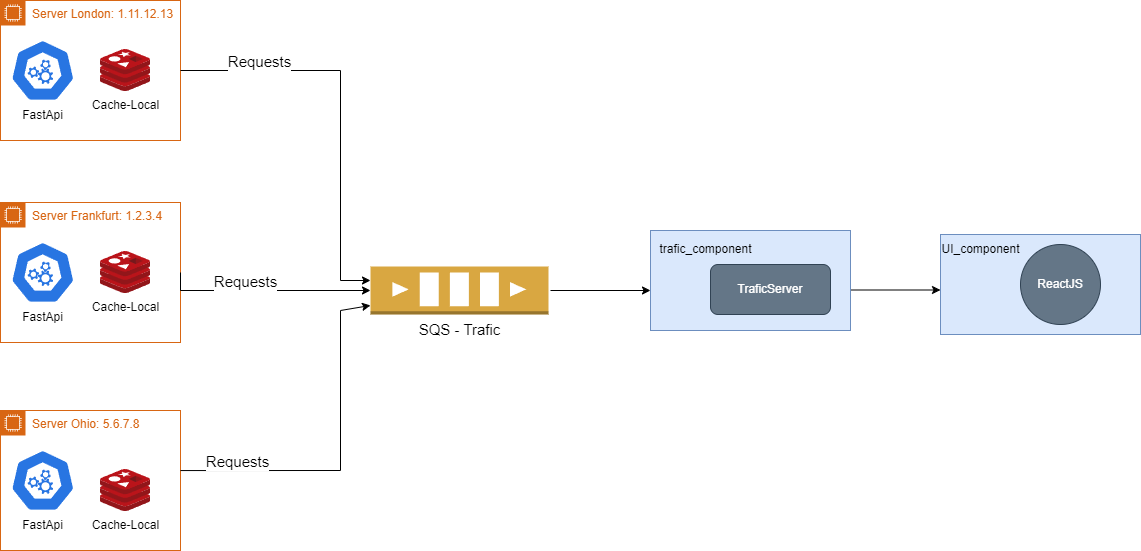 Server London: 1.11.12.13
FastApi
Cache-Local
Requests
Server Frankfurt: 1.2.3.4
FastApi
Cache-Local
Requests
Server Ohio: 5.6.7.8
FastApi
Cache-Local
Requests
SQS - Trafic
trafic_component
TraficServer
UI_component
ReactJS